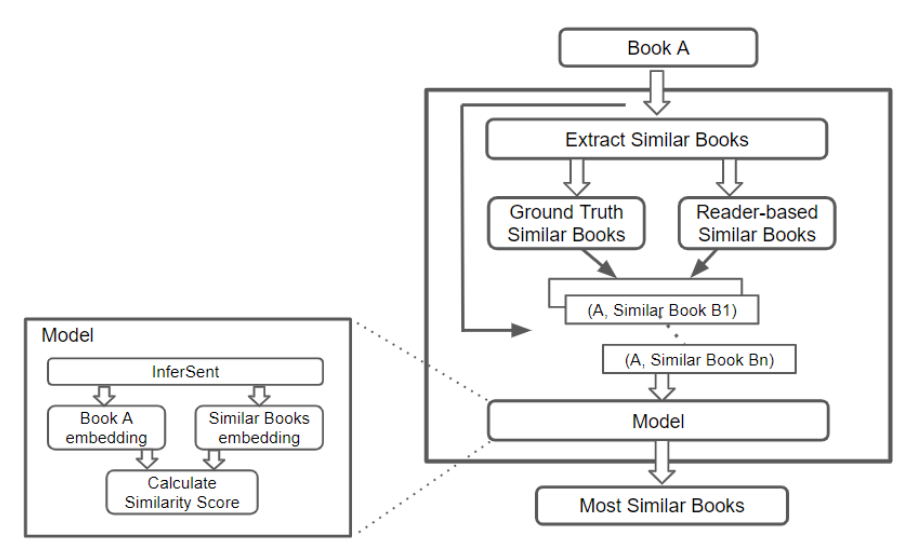 Book A
Extract Similar Books
Ground Truth
Similar Books
Reader-based
Similar Books
(A, Similar Book B1)
(A, Similar Book Bn)
Model
Most Similar Books
Model
InferSent
Book A
embedding
Similar Books
embedding
Calculate
Similarity Score